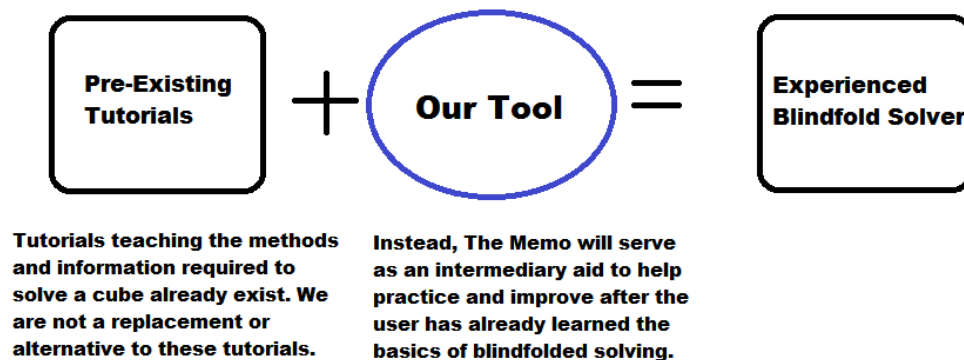 Pre-Existing
Tutorials
+
Our Tool
=
Experienced
Blindfold Solver
Tutorials teaching the methods
and information required to
solve a cube already exist. We
are not a replacement or
alternative to these tutorials.
Instead, The Memo will serve
as an intermediary aid to help
practice and improve after the
user has already learned the
basics of blindfolded solving.